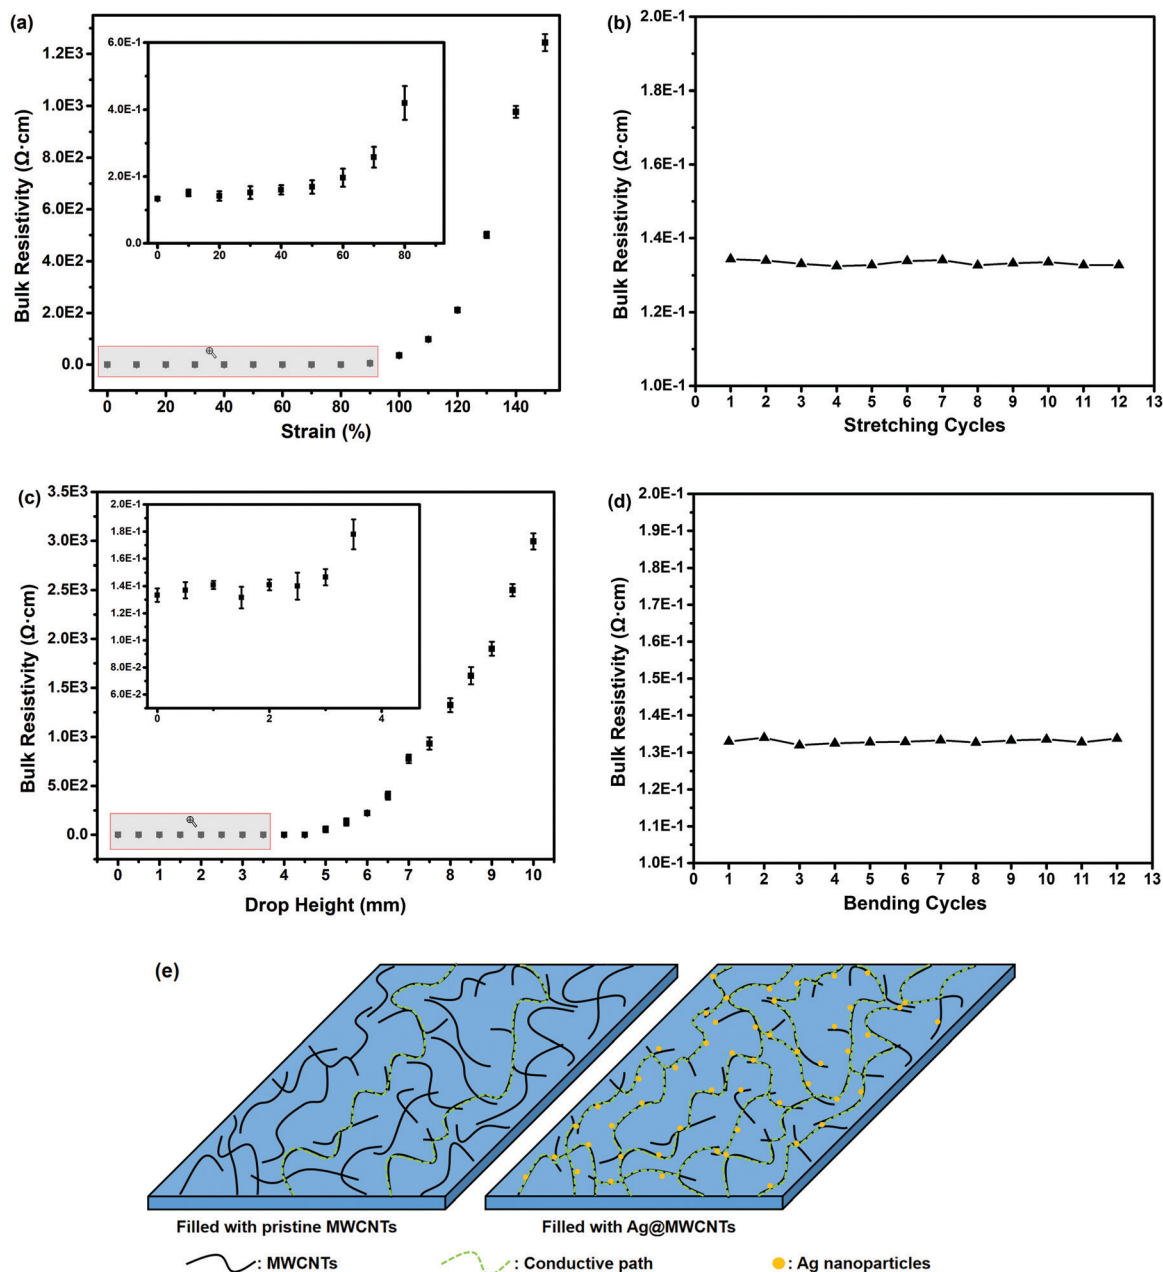 (a)
Bulk Resistivity (Ω·cm)
1.2E3
1.0E3
8.0E2
6.0E2
4.0E2
2.0E2
0.0
6.0E-1
4.0E-1
2.0E-1
0.0
0 20 40 60 80
0 20 40 60 80 100 120 140
Strain (%)
(b)
Bulk Resistivity (Ω·cm)
2.0E-1
1.8E-1
1.6E-1
1.4E-1
1.2E-1
1.0E-1
0 1 2 3 4 5 6 7 8 9 10 11 12 13
Stretching Cycles
(c)
Bulk Resistivity (Ω·cm)
3.5E3
3.0E3
2.5E3
2.0E3
1.5E3
1.0E3
5.0E2
0.0
2.0E-1
1.8E-1
1.6E-1
1.4E-1
1.2E-1
1.0E-1
8.0E-2
6.0E-2
0 2 4
0 1 2 3 4 5 6 7 8 9 10
Drop Height (mm)
(d)
Bulk Resistivity (Ω·cm)
2.0E-1
1.9E-1
1.8E-1
1.7E-1
1.6E-1
1.5E-1
1.4E-1
1.3E-1
1.2E-1
1.1E-1
1.0E-1
0 1 2 3 4 5 6 7 8 9 10 11 12 13
Bending Cycles
(e)
Filled with pristine MWCNTs
Filled with Ag@MWCNTs
: MWCNTs
: Conductive path
: Ag nanoparticles